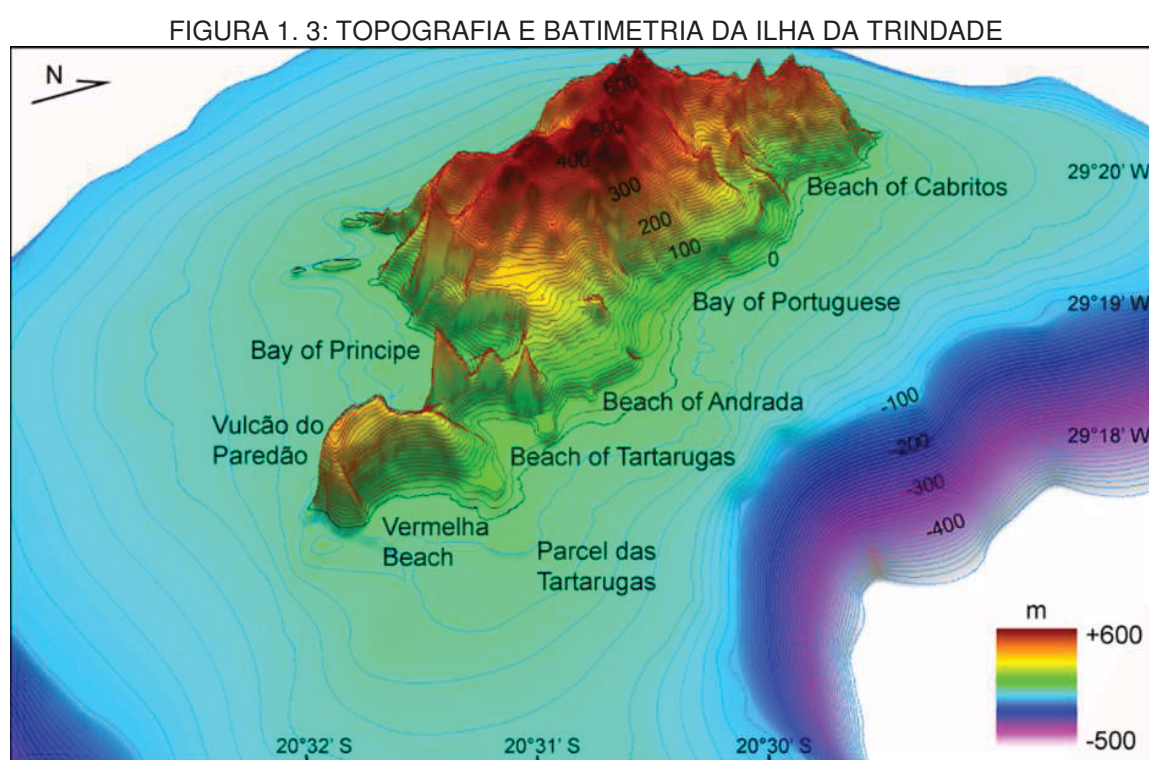 FIGURA 1. 3: TOPOGRAFIA E BATIMETRIA DA ILHA DA TRINDADE
N
600
500
400
300
200
100
0
Beach of Cabritos
29°20' W
Bay of Portuguese
29°19' W
Bay of Principe
Beach of Andrada
-100
Vulcão do
Paredão
29°18' W
-200
Beach of Tartarugas
-300
-400
Vermelha
Beach
Parcel das
Tartarugas
m
+600
-500
20°32' S
20°31' S
20°30' S